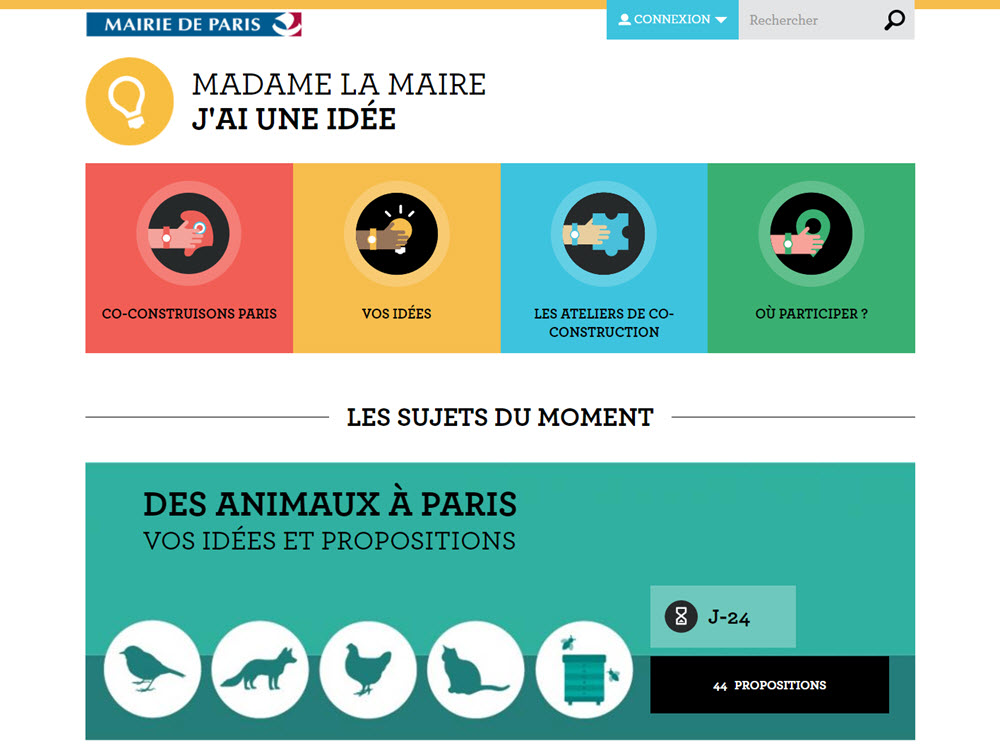 MAIRIE DE PARIS
CONNEXION
Rechercher
MADAME LA MAIRE
J'AI UNE IDÉE
CO-CONSTRUISONS PARIS
VOS IDÉES
LES ATELIERS DE CO-
CONSTRUCTION
OÙ PARTICIPER ?
LES SUJETS DU MOMENT
DES ANIMAUX À PARIS
VOS IDÉES ET PROPOSITIONS
J-24
44 PROPOSITIONS